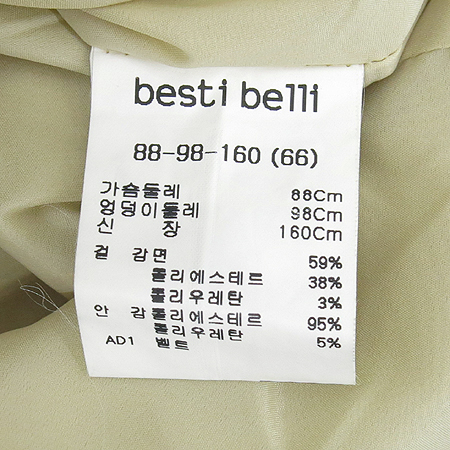 besti belli
88-98-160 (66)
가슴둘레 88Cm
엉덩이둘레 98Cm
신 장 160Cm
겉 감면 59%
폴리에스테르 38%
폴리우레탄 3%
안 감폴리에스테르 95%
폴리우레탄 5%
AD1 벨트